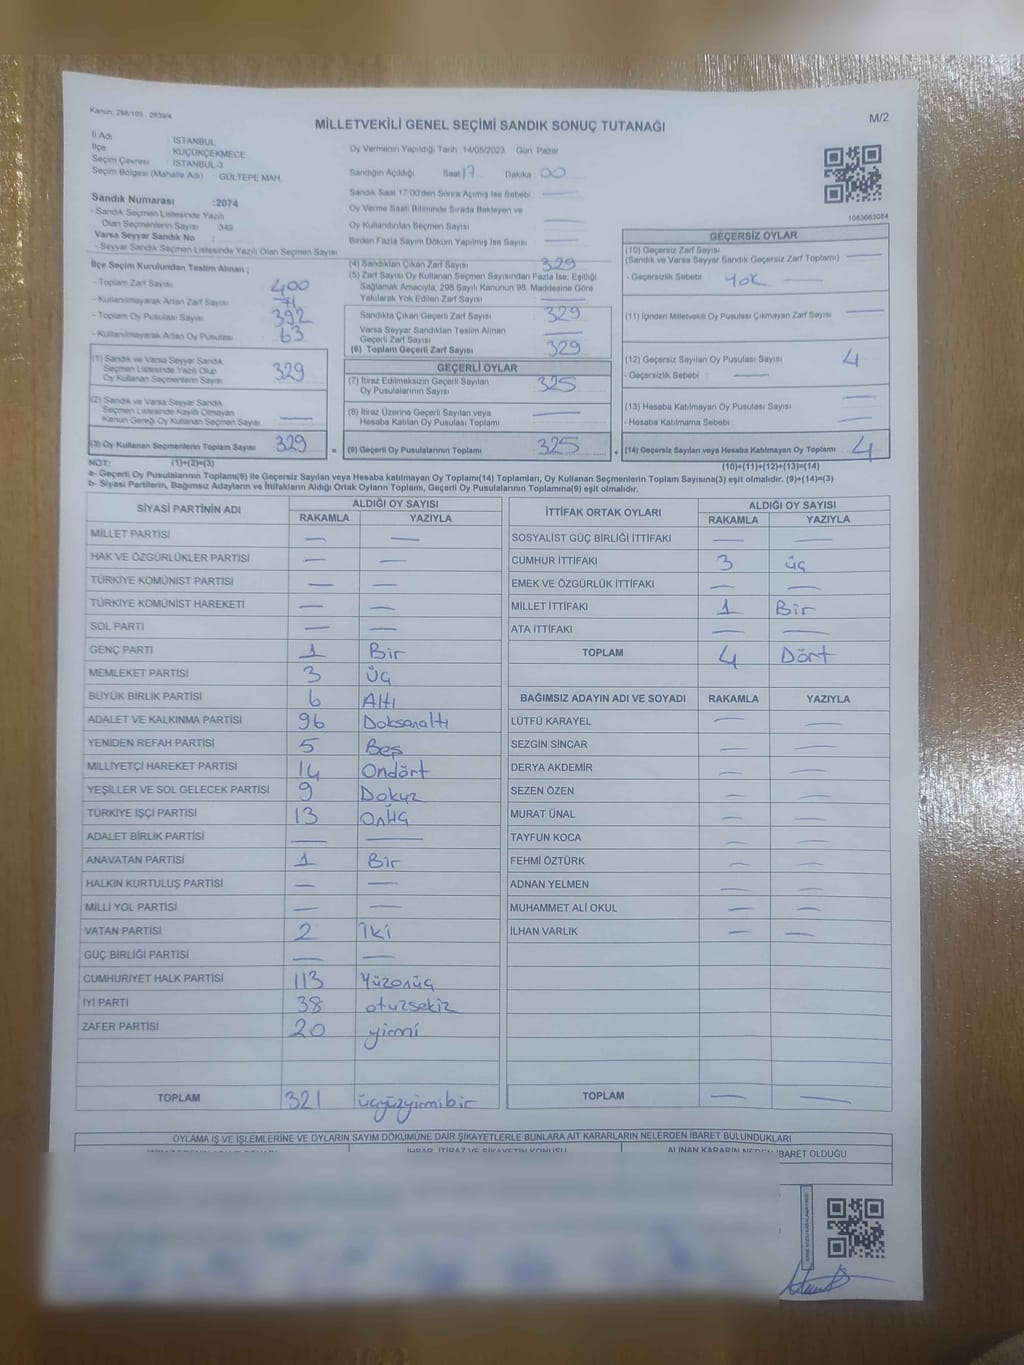 Kanun: 298/105 , 2839/4
M/2
MİLLETVEKİLİ GENEL SEÇİMİ SANDIK SONUÇ TUTANAĞI
İl Adı : İSTANBUL
İlçe : KÜÇÜKÇEKMECE
Seçim Çevresi : İSTANBUL-3
Seçim Bölgesi (Mahalle Adı) : GÜLTEPE MAH.
Sandık Numarası :2074
- Sandık Seçmen Listesinde Yazılı
Olan Seçmenlerin Sayısı 349
Varsa Seyyar Sandık No :
- Seyyar Sandık Seçmen Listesinde Yazılı Olan Seçmen Sayısı
İlçe Seçim Kurulundan Teslim Alınan ;
- Toplam Zarf Sayısı 400
- Kullanılmayarak Artan Zarf Sayısı 71
- Toplam Oy Pusulası Sayısı 392
- Kullanılmayarak Artan Oy Pusulası 63
(1) Sandık ve Varsa Seyyar Sandık
Seçmen Listesinde Yazılı Olup
Oy Kullanan Seçmenlerin Sayısı 329
(2) Sandık ve Varsa Seyyar Sandık
Seçmen Listesinde Kayıtlı Olmayan
Kanun Gereği Oy Kullanan Seçmen Sayısı —
(3) Oy Kullanan Seçmenlerin Toplam Sayısı 329
Oy Vermenin Yapıldığı Tarih 14/05/2023 Gün Pazar
Sandığın Açıldığı Saat 17 Dakika 00
Sandık Saat 17:00'den Sonra Açılmış İse Sebebi : —
Oy Verme Saati Bitiminde Sırada Bekleyen ve
Oy Kullandırılan Seçmen Sayısı —
Birden Fazla Sayım Döküm Yapılmış İse Sayısı —
(4) Sandıktan Çıkan Zarf Sayısı 329
(5) Zarf Sayısı Oy Kullanan Seçmen Sayısından Fazla İse, Eşitliği
Sağlamak Amacıyla, 298 Sayılı Kanunun 98. Maddesine Göre
Yakılarak Yok Edilen Zarf Sayısı —
Sandıkta Çıkan Geçerli Zarf Sayısı 329
Varsa Seyyar Sandıktan Teslim Alınan
Geçerli Zarf Sayısı —
(6) Toplam Geçerli Zarf Sayısı 329
GEÇERLİ OYLAR
(7) İtiraz Edilmeksizin Geçerli Sayılan
Oy Pusulalarının Sayısı 325
(8) İtiraz Üzerine Geçerli Sayılan veya
Hesaba Katılan Oy Pusulası Toplamı —
= (9) Geçerli Oy Pusulalarının Toplamı 325
1083663084
GEÇERSİZ OYLAR
(10) Geçersiz Zarf Sayısı
(Sandık ve Varsa Seyyar Sandık Geçersiz Zarf Toplamı) —
- Geçersizlik Sebebi : Yok —
(11) İçinden Milletvekili Oy Pusulası Çıkmayan Zarf Sayısı —
(12) Geçersiz Sayılan Oy Pusulası Sayısı 4
- Geçersizlik Sebebi : —
(13) Hesaba Katılmayan Oy Pusulası Sayısı —
- Hesaba Katılmama Sebebi : —
+ (14) Geçersiz Sayılan veya Hesaba Katılmayan Oy Toplamı 4
NOT: (1)+(2)=(3)
(10)+(11)+(12)+(13)=(14)
a- Geçerli Oy Pusulalarının Toplamı(9) ile Geçersiz Sayılan veya Hesaba Katılmayan Oy Toplamı(14) Toplamları, Oy Kullanan Seçmenlerin Toplam Sayısına(3) eşit olmalıdır. (9)+(14)=(3)
b- Siyasi Partilerin, Bağımsız Adayların ve İttifakların Aldığı Ortak Oyların Toplamı, Geçerli Oy Pusulalarının Toplamına(9) eşit olmalıdır.
SİYASİ PARTİNİN ADI ALDIĞI OY SAYISI
RAKAMLA YAZIYLA
MİLLET PARTİSİ — —
HAK VE ÖZGÜRLÜKLER PARTİSİ — —
TÜRKİYE KOMÜNİST PARTİSİ — —
TÜRKİYE KOMÜNİST HAREKETİ — —
SOL PARTİ — —
GENÇ PARTİ 1 Bir
MEMLEKET PARTİSİ 3 Üç
BÜYÜK BİRLİK PARTİSİ 6 Altı
ADALET VE KALKINMA PARTİSİ 96 Doksanaltı
YENİDEN REFAH PARTİSİ 5 Beş
MİLLİYETÇİ HAREKET PARTİSİ 14 Ondört
YEŞİLLER VE SOL GELECEK PARTİSİ 9 Dokuz
TÜRKİYE İŞÇİ PARTİSİ 13 Onüç
ADALET BİRLİK PARTİSİ — —
ANAVATAN PARTİSİ 1 Bir
HALKIN KURTULUŞ PARTİSİ — —
MİLLİ YOL PARTİSİ — —
VATAN PARTİSİ 2 İki
GÜÇ BİRLİĞİ PARTİSİ — —
CUMHURİYET HALK PARTİSİ 113 Yüzonüç
İYİ PARTİ 38 otuzsekiz
ZAFER PARTİSİ 20 yirmi
TOPLAM 321 üçyüzyirmibir
İTTİFAK ORTAK OYLARI ALDIĞI OY SAYISI
RAKAMLA YAZIYLA
SOSYALİST GÜÇ BİRLİĞİ İTTİFAKI — —
CUMHUR İTTİFAKI 3 üç
EMEK VE ÖZGÜRLÜK İTTİFAKI — —
MİLLET İTTİFAKI 1 Bir
ATA İTTİFAKI — —
TOPLAM 4 Dört
BAĞIMSIZ ADAYIN ADI VE SOYADI RAKAMLA YAZIYLA
LÜTFÜ KARAYEL — —
SEZGİN SİNCAR — —
DERYA AKDEMİR — —
SEZEN ÖZEN — —
MURAT ÜNAL — —
TAYFUN KOCA — —
FEHMİ ÖZTÜRK — —
ADNAN YELMEN — —
MUHAMMET ALİ OKUL — —
İLHAN VARLIK — —
TOPLAM — —
OYLAMA İŞ VE İŞLEMLERİNE VE OYLARIN SAYIM DÖKÜMÜNE DAİR ŞİKAYETLERLE BUNLARA AİT KARARLARIN NELERDEN İBARET BULUNDUKLARI
İHBAR, İTİRAZ VE ŞİKAYETİN KONUSU
ALINAN KARARIN NEDEN İBARET OLDUĞU